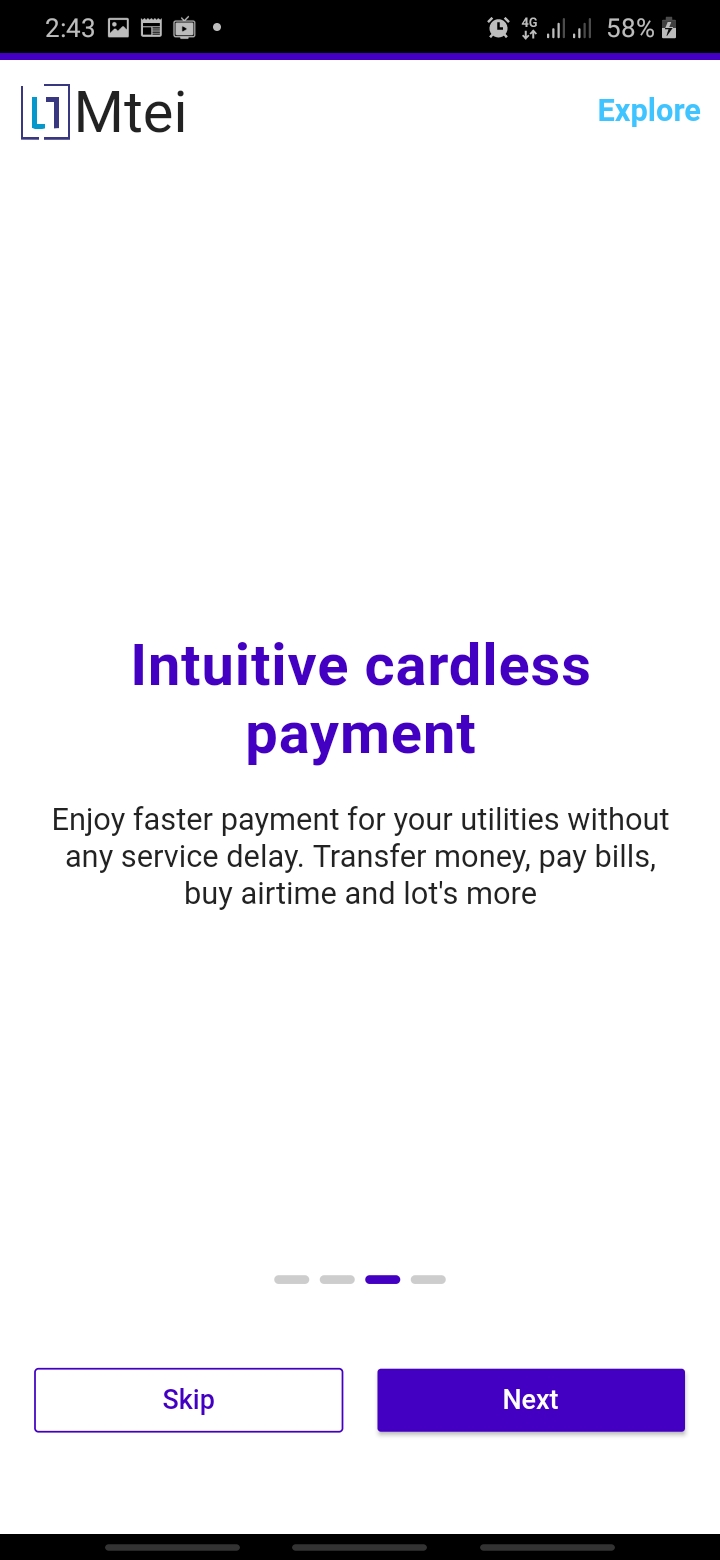 2:43
4G
58%
Mtei
Explore
Intuitive cardless
payment
Enjoy faster payment for your utilities without
any service delay. Transfer money, pay bills,
buy airtime and lot's more
Skip
Next